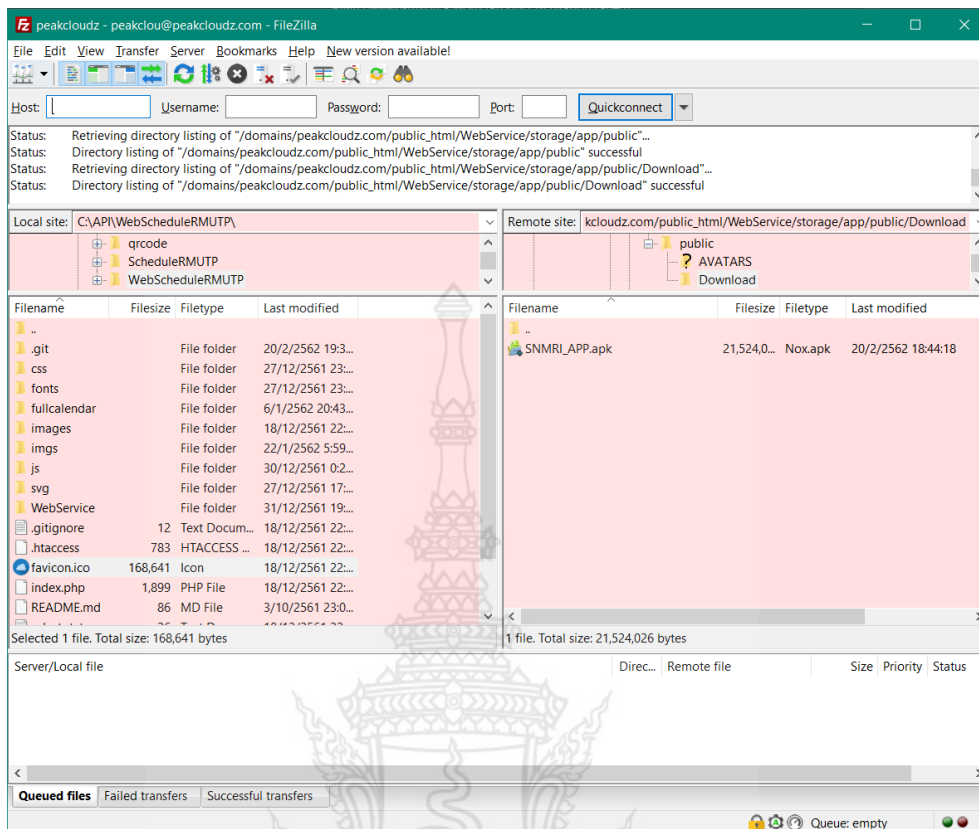 peakcloudz - peakclou@peakcloudz.com - FileZilla
File Edit View Transfer Server Bookmarks Help New version available!
Host: Username: Password: Port: Quickconnect
Status: Retrieving directory listing of "/domains/peakcloudz.com/public_html/WebService/storage/app/public"...
Status: Directory listing of "/domains/peakcloudz.com/public_html/WebService/storage/app/public" successful
Status: Retrieving directory listing of "/domains/peakcloudz.com/public_html/WebService/storage/app/public/Download"...
Status: Directory listing of "/domains/peakcloudz.com/public_html/WebService/storage/app/public/Download" successful
Local site: C:\API\WebScheduleRMUTP\
qrcode
ScheduleRMUTP
WebScheduleRMUTP
Filename Filesize Filetype Last modified
..
.git File folder 20/2/2562 19:3...
css File folder 27/12/2561 23:...
fonts File folder 27/12/2561 23:...
fullcalendar File folder 6/1/2562 20:43...
images File folder 18/12/2561 22:...
imgs File folder 22/1/2562 5:59...
js File folder 30/12/2561 0:2...
svg File folder 27/12/2561 17:...
WebService File folder 31/12/2561 19:...
.gitignore 12 Text Docum... 18/12/2561 22:...
.htaccess 783 HTACCESS ... 18/12/2561 22:...
favicon.ico 168,641 Icon 18/12/2561 22:...
index.php 1,899 PHP File 18/12/2561 22:...
README.md 86 MD File 3/10/2561 23:0...
Selected 1 file. Total size: 168,641 bytes
Remote site: kcloudz.com/public_html/WebService/storage/app/public/Download
public
? AVATARS
Download
Filename Filesize Filetype Last modified
..
SNMRI_APP.apk 21,524,0... Nox.apk 20/2/2562 18:44:18
1 file. Total size: 21,524,026 bytes
Server/Local file Direc... Remote file Size Priority Status
Queued files Failed transfers Successful transfers
Queue: empty